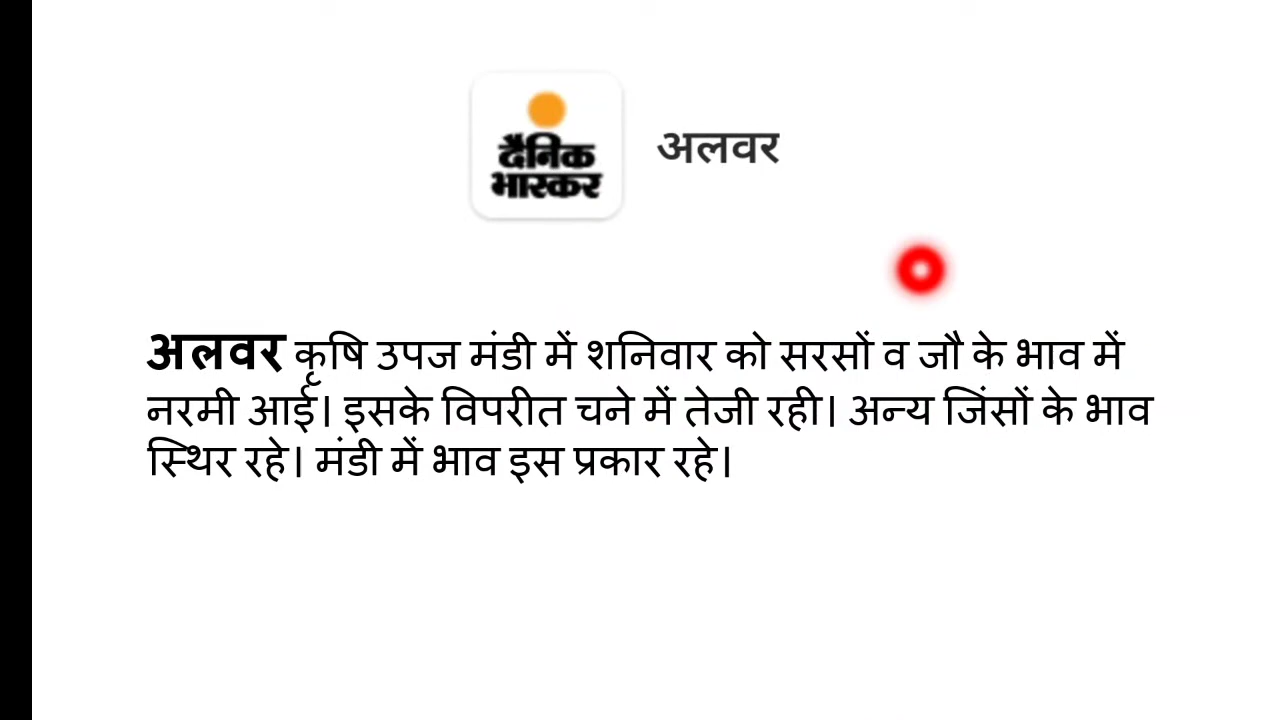 दैनिक
भास्कर
अलवर
अलवर कृषि उपज मंडी में शनिवार को सरसों व जौ के भाव में
नरमी आई। इसके विपरीत चने में तेजी रही। अन्य जिंसों के भाव
स्थिर रहे। मंडी में भाव इस प्रकार रहे।